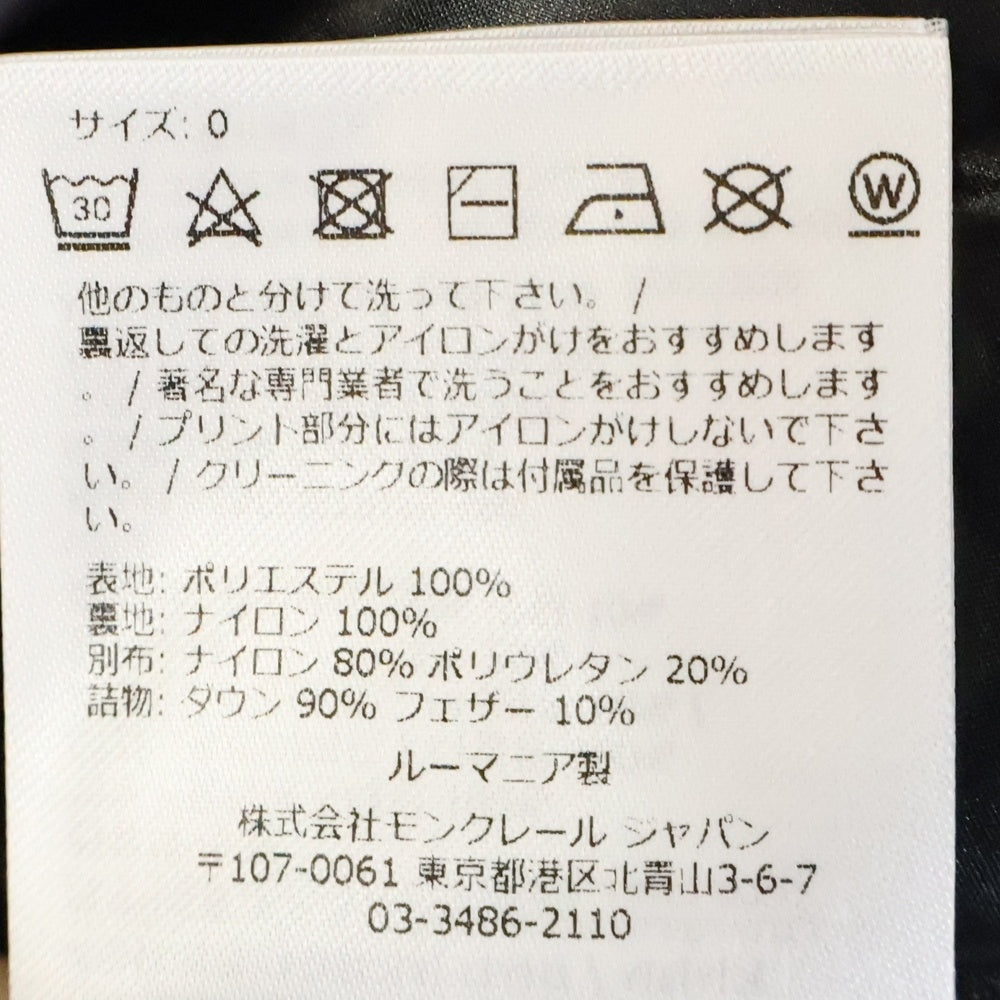 サイズ: 0
30
W
他のものと分けて洗って下さい。 /
裏返しての洗濯とアイロンがけをおすすめします
。 / 著名な専門業者で洗うことをおすすめします
。 / プリント部分にはアイロンがけしないで下さ
い。 / クリーニングの際は付属品を保護して下さ
い。
表地: ポリエステル 100%
裏地: ナイロン 100%
別布: ナイロン 80% ポリウレタン 20%
詰物: ダウン 90% フェザー 10%
ルーマニア製
株式会社モンクレール ジャパン
〒107-0061 東京都港区北青山3-6-7
03-3486-2110